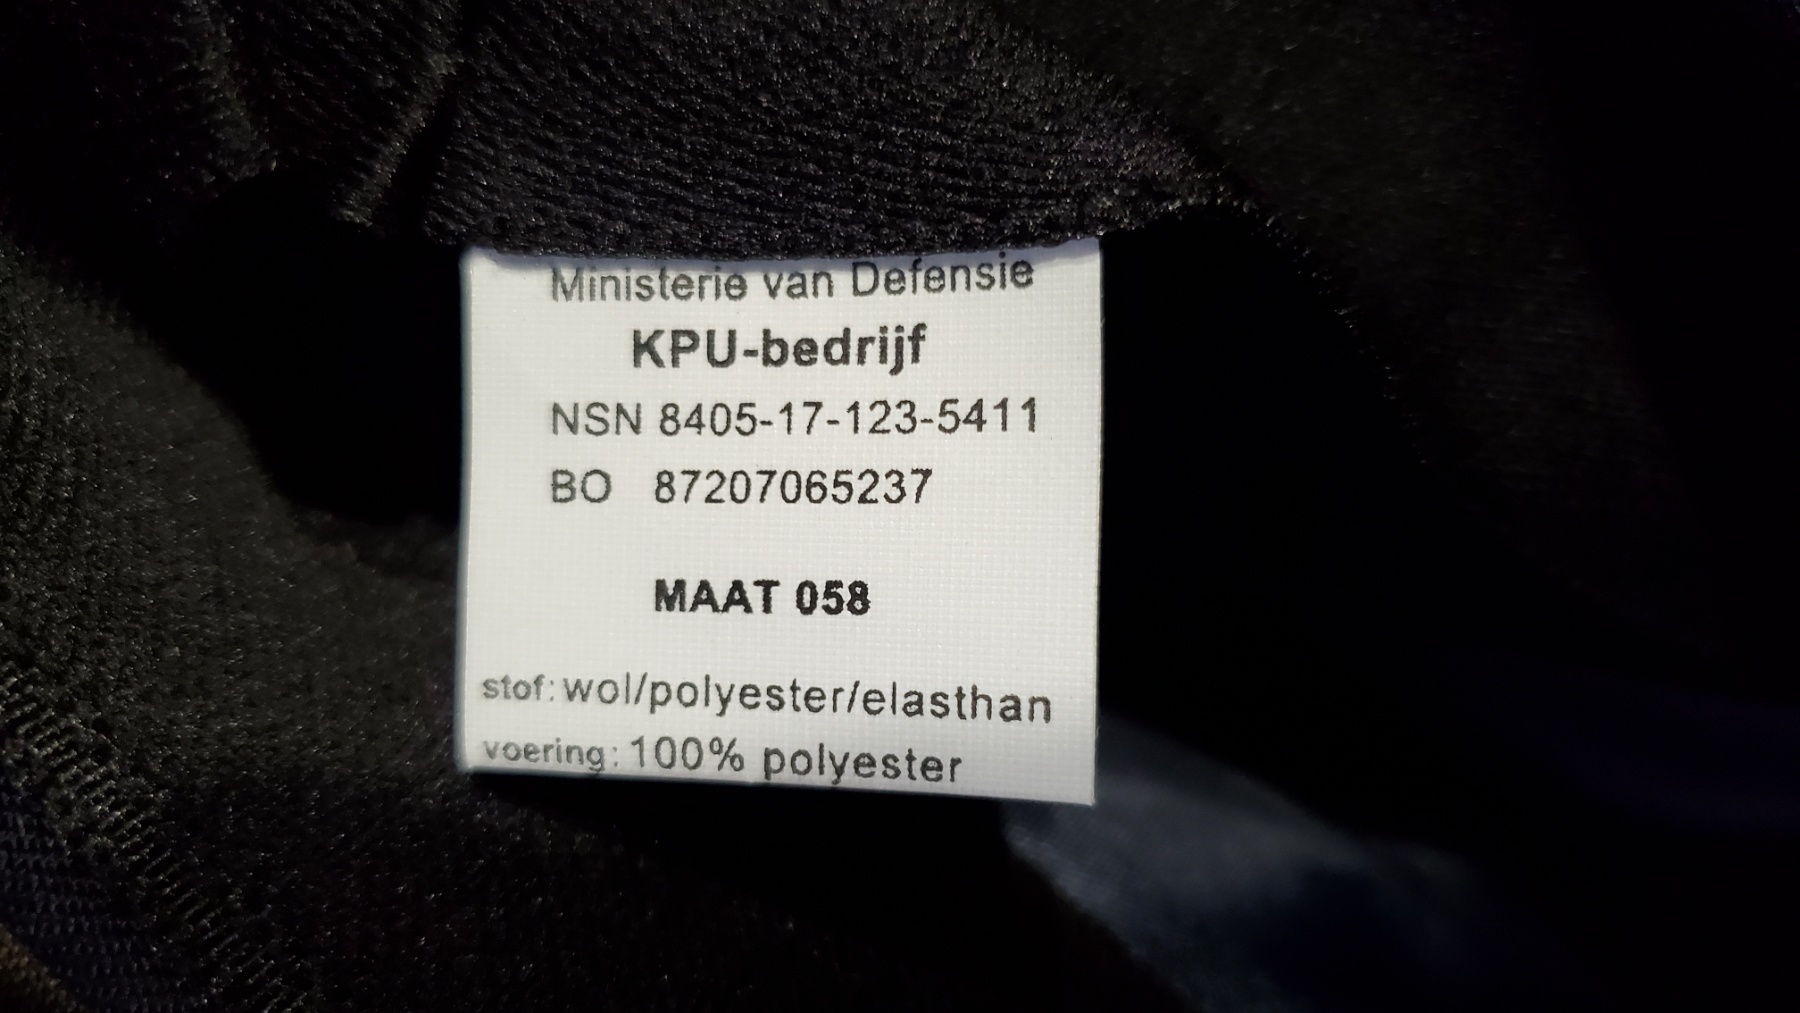 Ministerie van Defensie
KPU-bedrijf
NSN 8405-17-123-5411
BO 87207065237
MAAT 058
stof: wol/polyester/elasthan
voering: 100% polyester